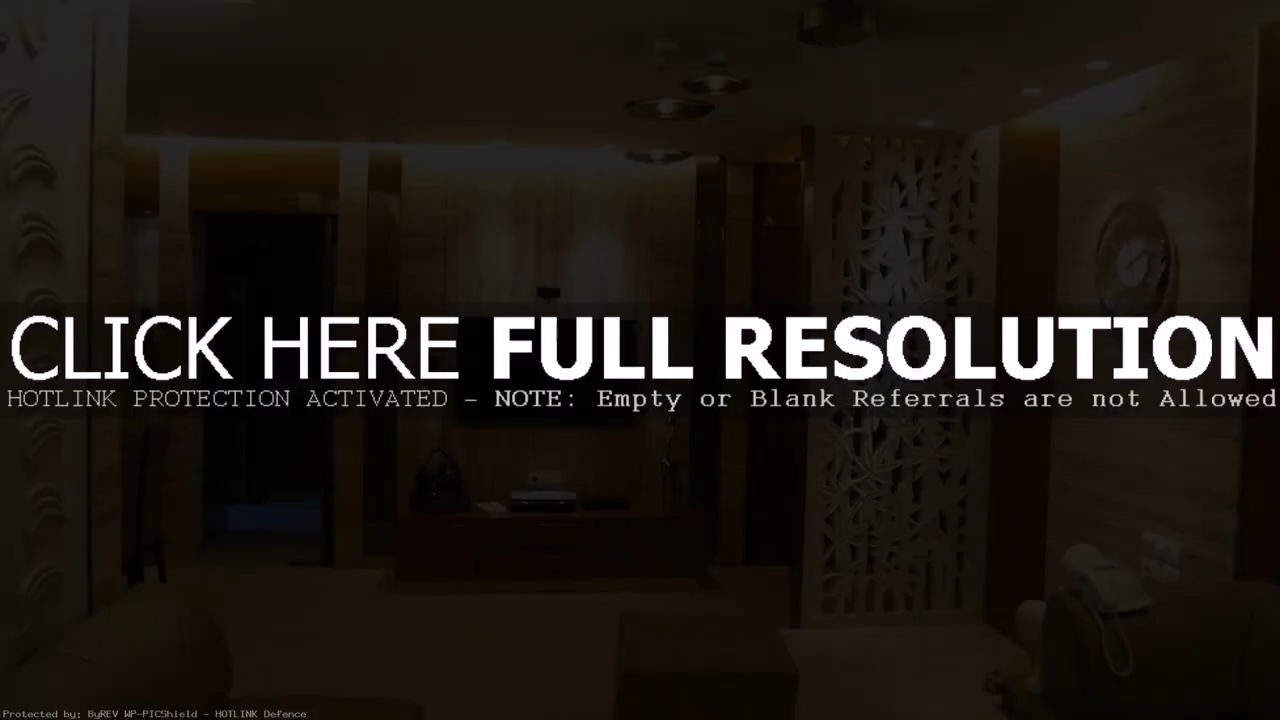 CLICK HERE FULL RESOLUTION
HOTLINK PROTECTION ACTIVATED - NOTE: Empty or Blank Referrals are not Allowed
Protected by: ByREV WP-PICShield - HOTLINK Defence